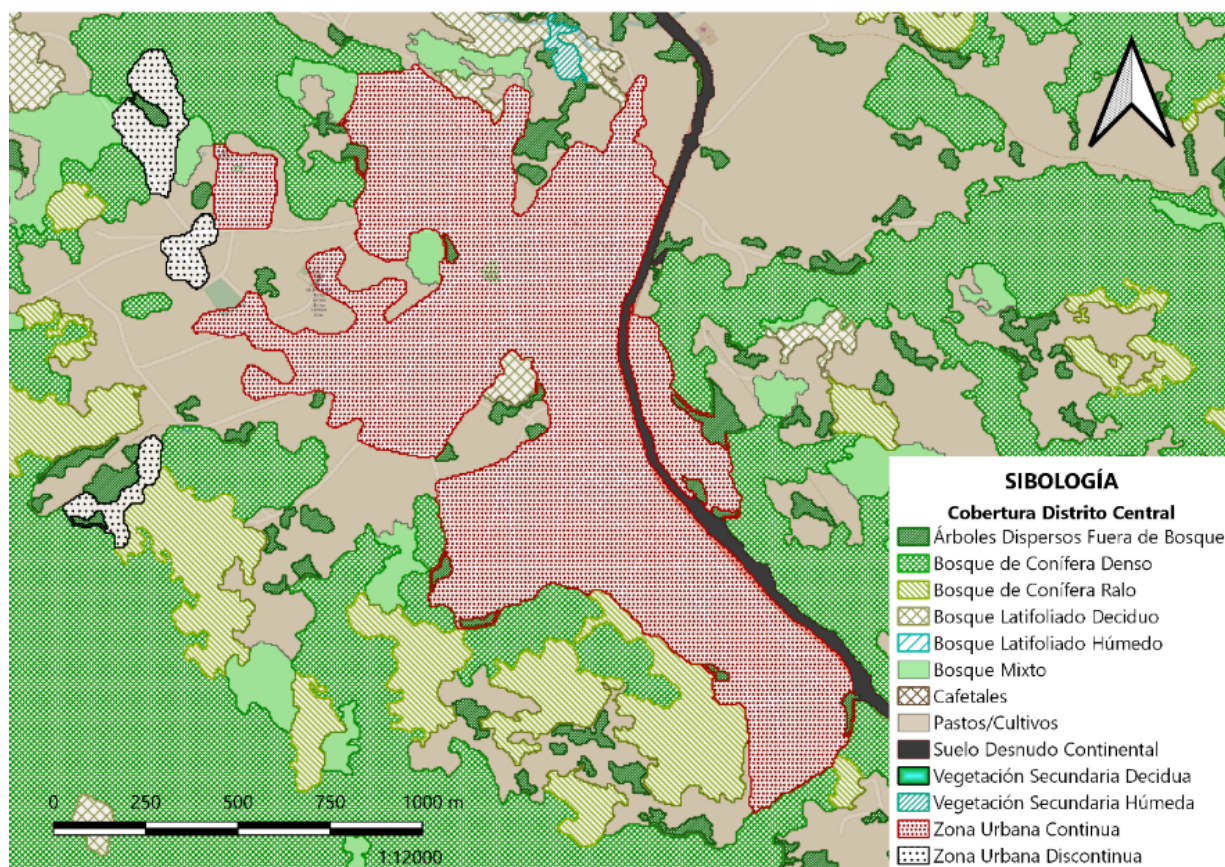 SIBOLOGÍA
Cobertura Distrito Central
Árboles Dispersos Fuera de Bosque
Bosque de Conífera Denso
Bosque de Conífera Ralo
Bosque Latifoliado Deciduo
Bosque Latifoliado Húmedo
Bosque Mixto
Cafetales
Pastos/Cultivos
Suelo Desnudo Continental
Vegetación Secundaria Decidua
Vegetación Secundaria Húmeda
Zona Urbana Continua
Zona Urbana Discontinua
0 250 500 750 1000 m
1:12000